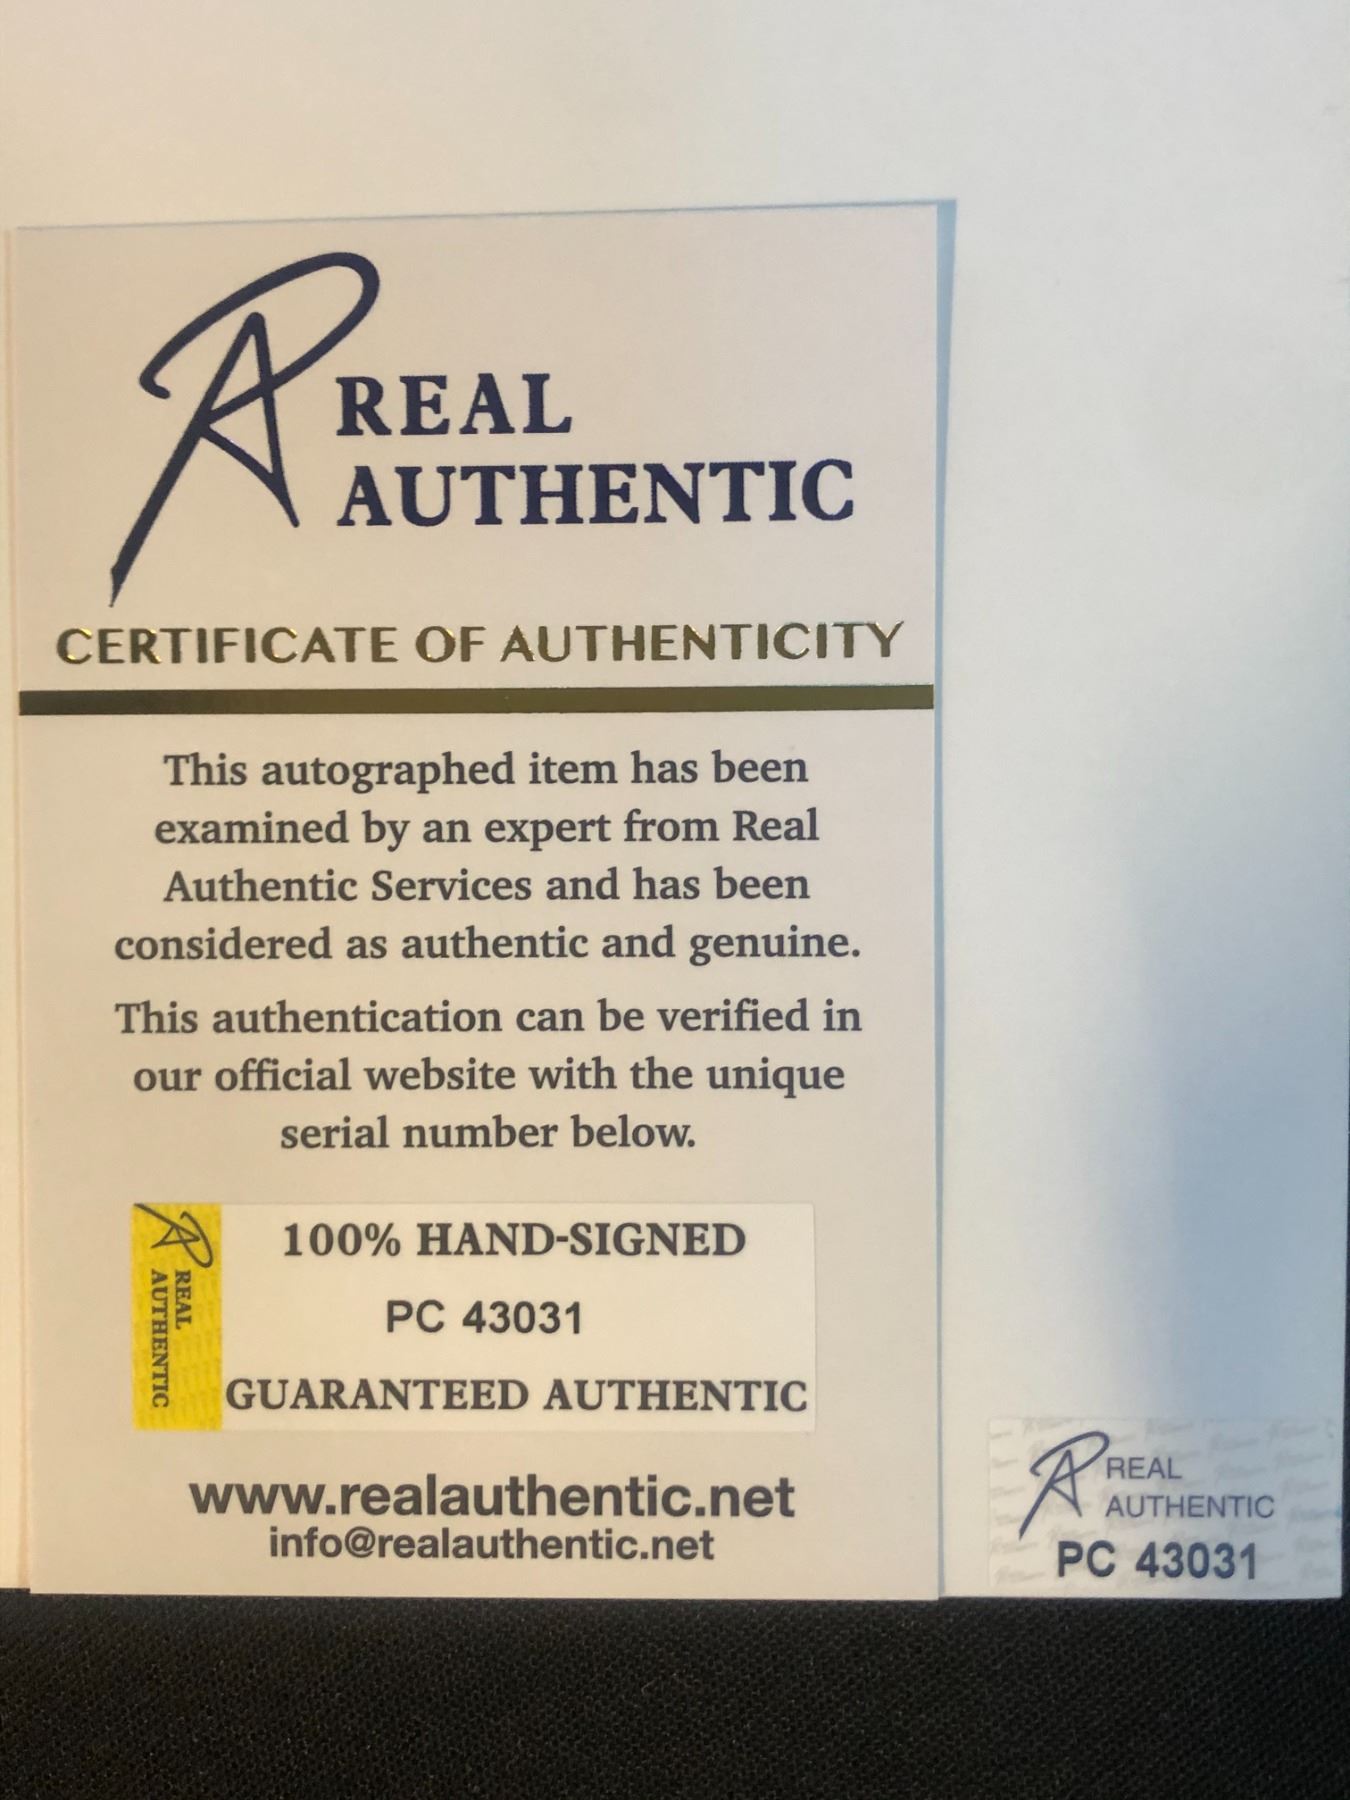 REAL
AUTHENTIC
CERTIFICATE OF AUTHENTICITY
This autographed item has been
examined by an expert from Real
Authentic Services and has been
considered as authentic and genuine.
This authentication can be verified in
our official website with the unique
serial number below.
REAL
AUTHENTIC
100% HAND-SIGNED
PC 43031
GUARANTEED AUTHENTIC
www.realauthentic.net
info@realauthentic.net
REAL
AUTHENTIC
PC 43031